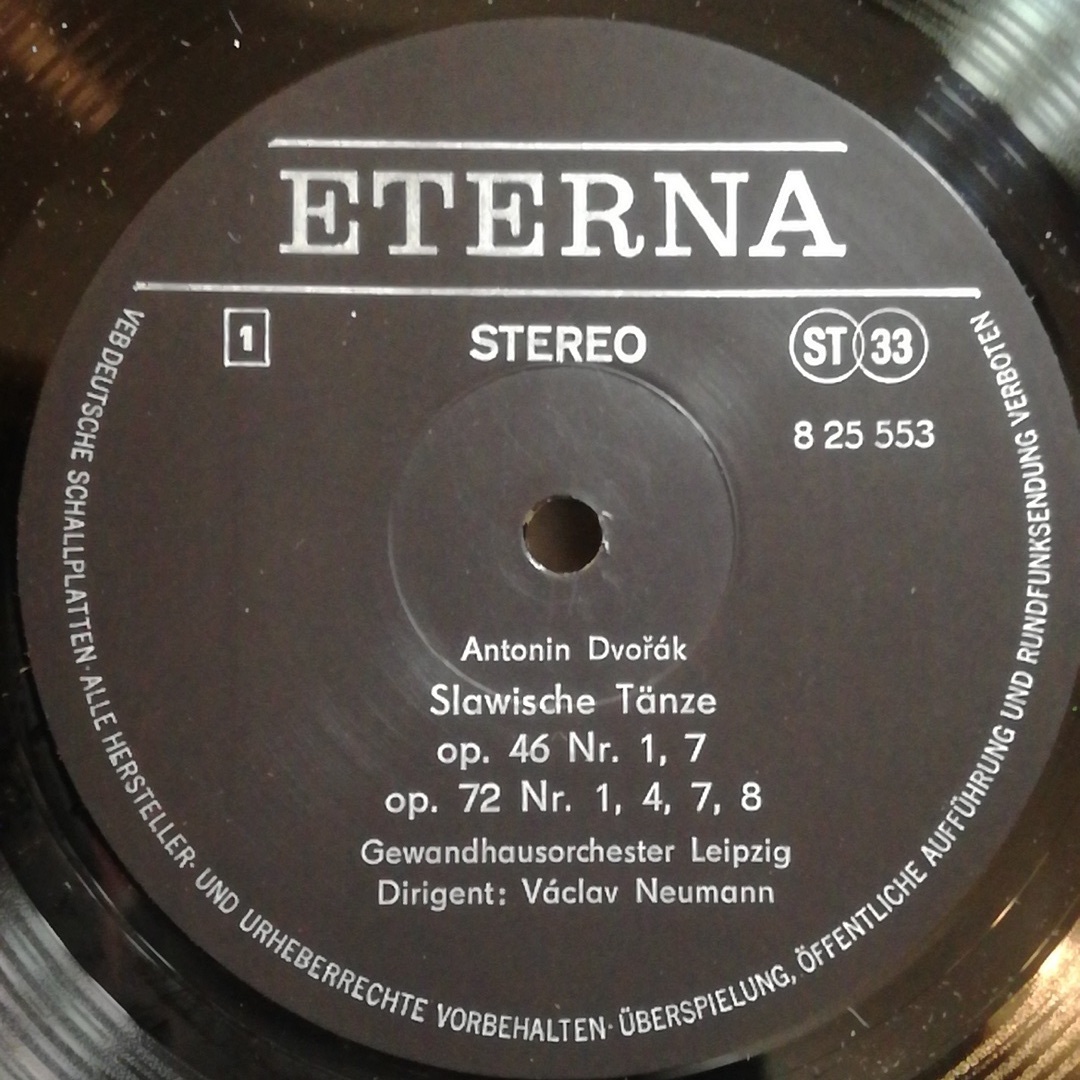 ETERNA
1 STEREO ST 33
8 25 553
Antonin Dvořák
Slawische Tänze
op. 46 Nr. 1, 7
op. 72 Nr. 1, 4, 7, 8
Gewandhausorchester Leipzig
Dirigent: Václav Neumann
VEB DEUTSCHE SCHALLPLATTEN · ALLE HERSTELLER- UND URHEBERRECHTE VORBEHALTEN · ÜBERSPIELUNG, ÖFFENTLICHE AUFFÜHRUNG UND RUNDFUNKSENDUNG VERBOTEN